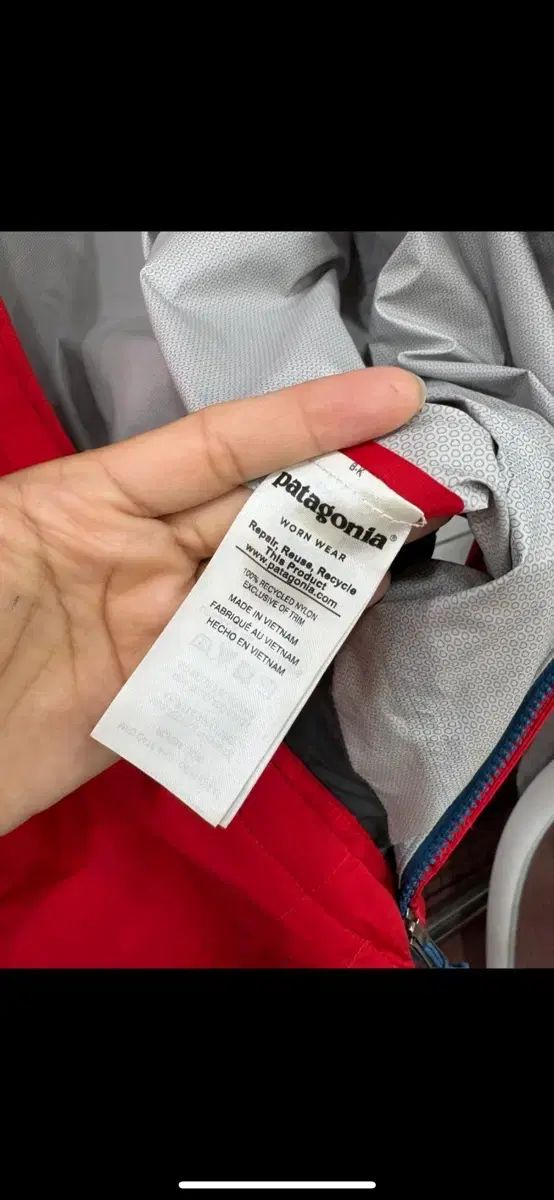 B-K
patagonia®
WORN WEAR
Repair, Reuse, Recycle
This Product
www.patagonia.com
100% RECYCLED NYLON
EXCLUSIVE OF TRIM
MADE IN VIETNAM
FABRIQUÉ AU VIETNAM
HECHO EN VIETNAM